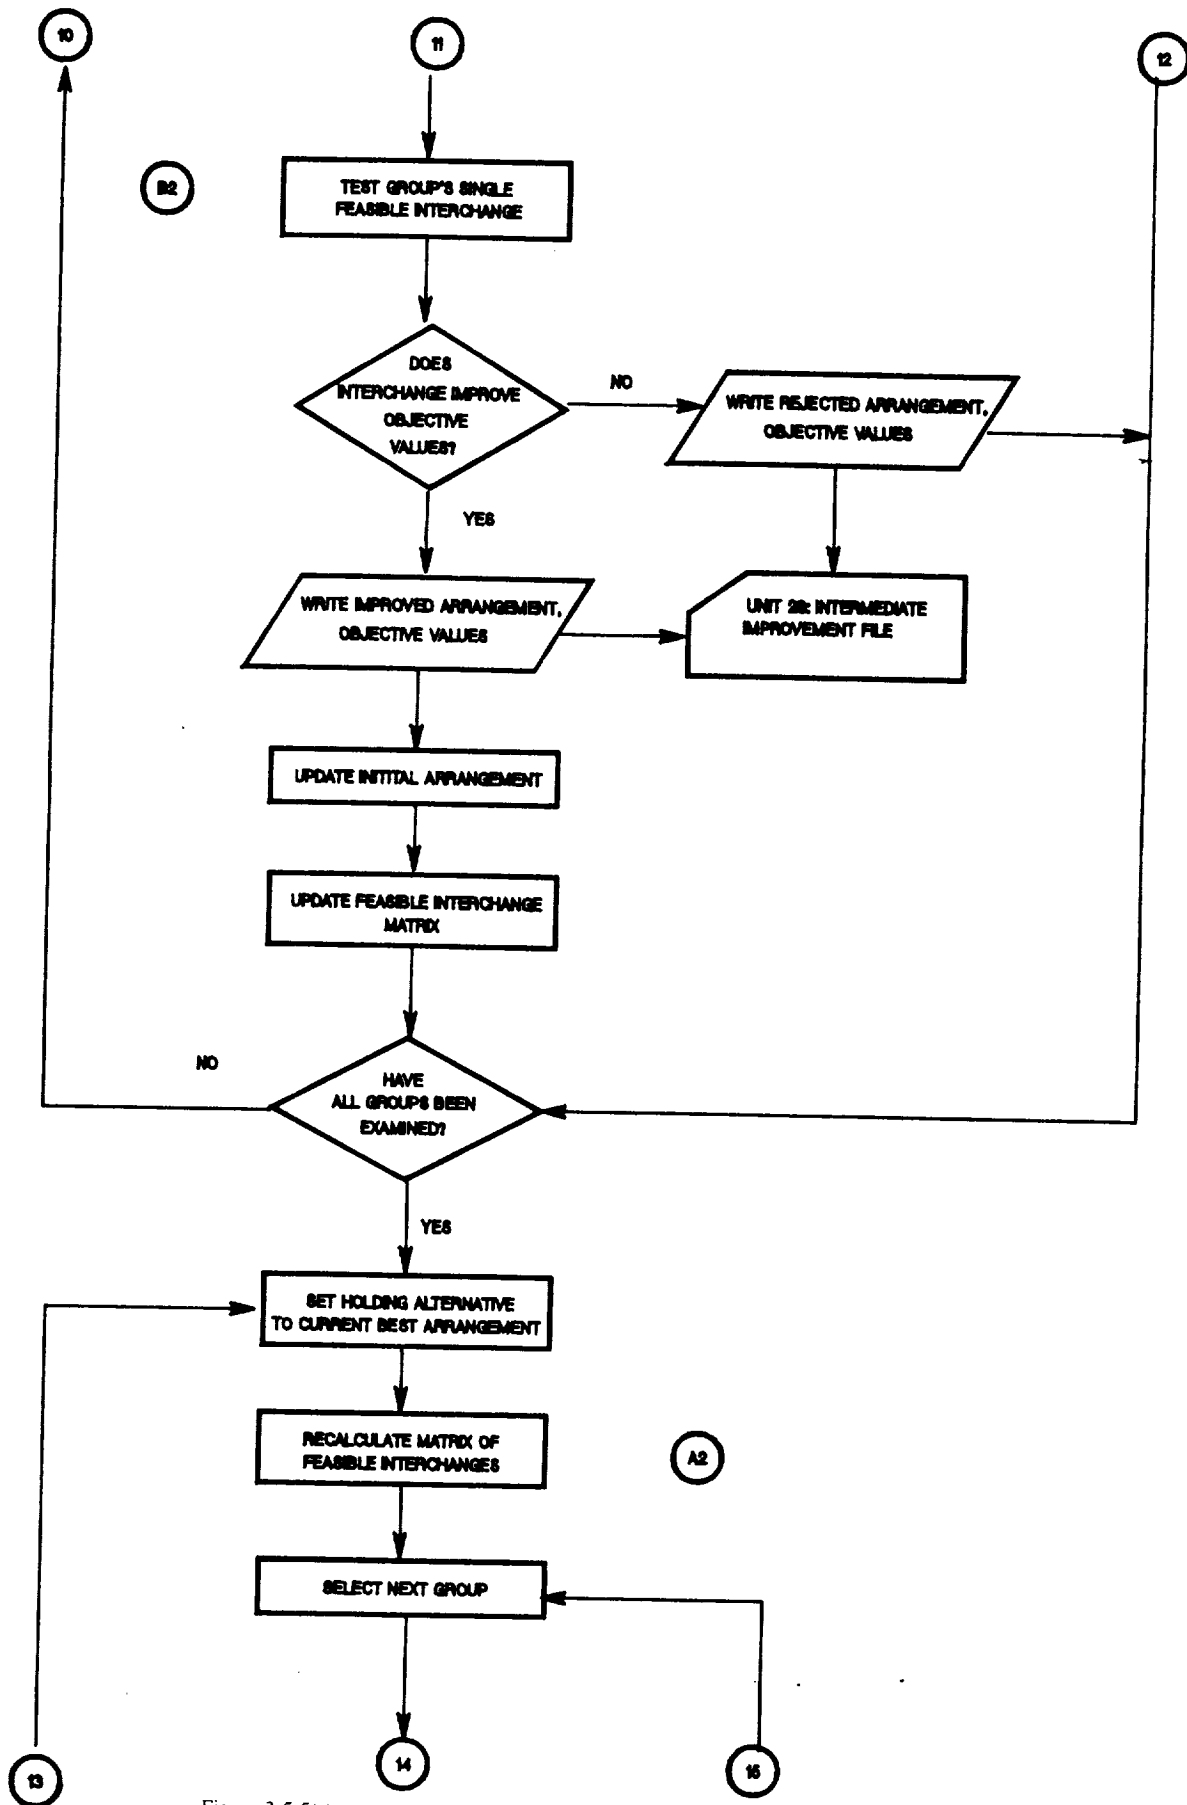 10
11
12
B2
TEST GROUP'S SINGLE
FEASIBLE INTERCHANGE
DOES
INTERCHANGE IMPROVE
OBJECTIVE
VALUES?
NO
WRITE REJECTED ARRANGEMENT,
OBJECTIVE VALUES
YES
WRITE IMPROVED ARRANGEMENT,
OBJECTIVE VALUES
UNIT INTERMEDIATE
IMPROVEMENT FILE
UPDATE INITITAL ARRANGEMENT
UPDATE FEASIBLE INTERCHANGE
MATRIX
NO
HAVE
ALL GROUPS BEEN
EXAMINED?
YES
SET HOLDING ALTERNATIVE
TO CURRENT BEST ARRANGEMENT
RECALCULATE MATRIX OF
FEASIBLE INTERCHANGES
A2
SELECT NEXT GROUP
13
14
15